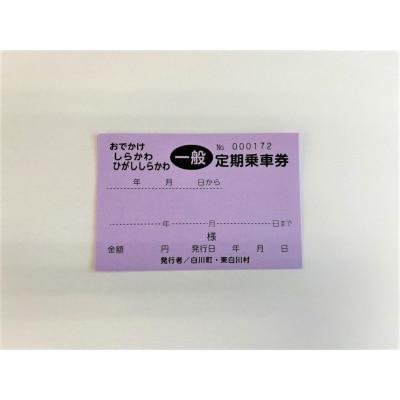 おでかけ
しらかわ
ひがししらかわ
一般
No 000172
定期乗車券
年 月 日から
年 月 日まで
様
金額 円 発行日 年 月 日
発行者/白川町・東白川村